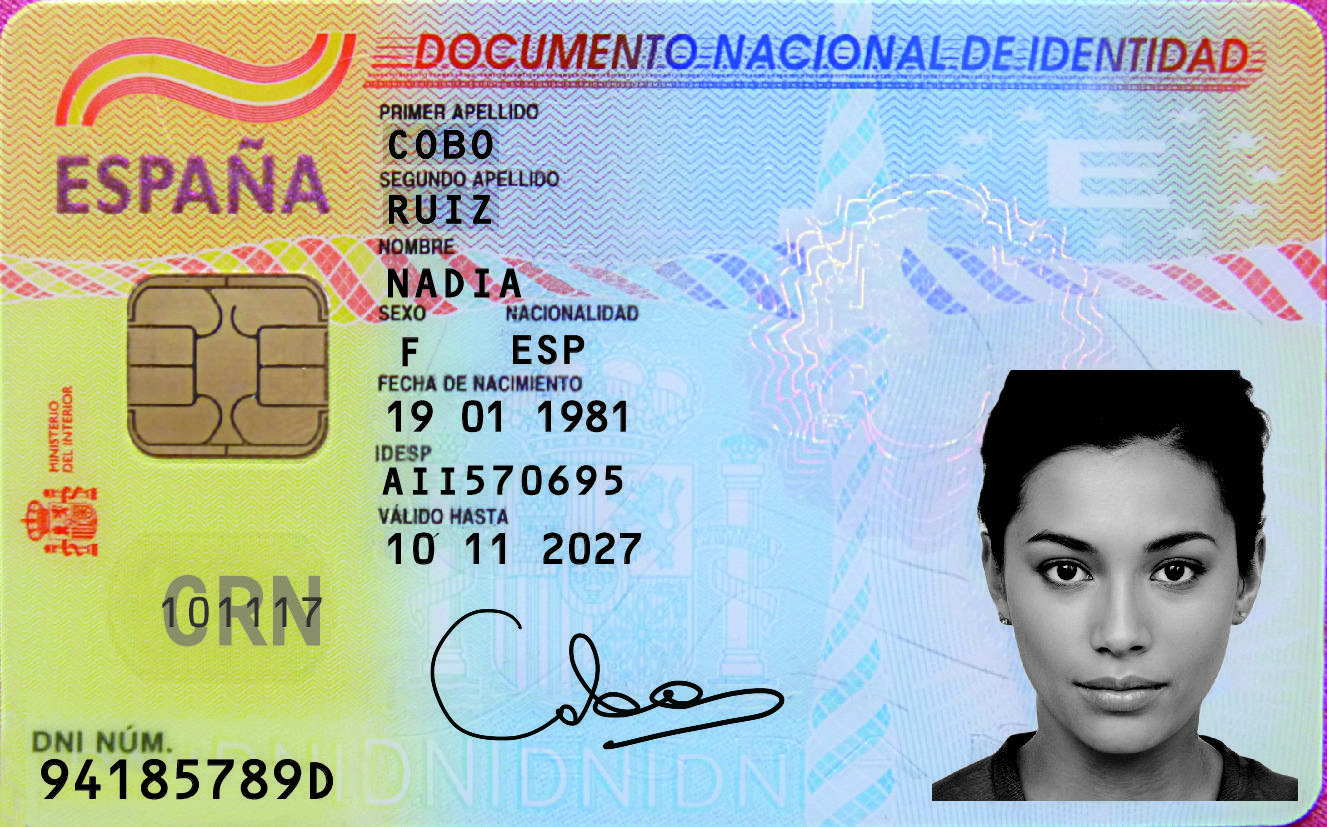 DOCUMENTO NACIONAL DE IDENTIDAD
ESPAÑA
PRIMER APELLIDO
COBO
SEGUNDO APELLIDO
RUIZ
NOMBRE
NADIA
SEXO NACIONALIDAD
F ESP
FECHA DE NACIMIENTO
19 01 1981
IDESP
AII570695
VÁLIDO HASTA
10 11 2027
MINISTERIO
DEL INTERIOR
E
CRN
101117
Cobo
DNI NÚM.
94185789D
DNIDNIDNIDNI